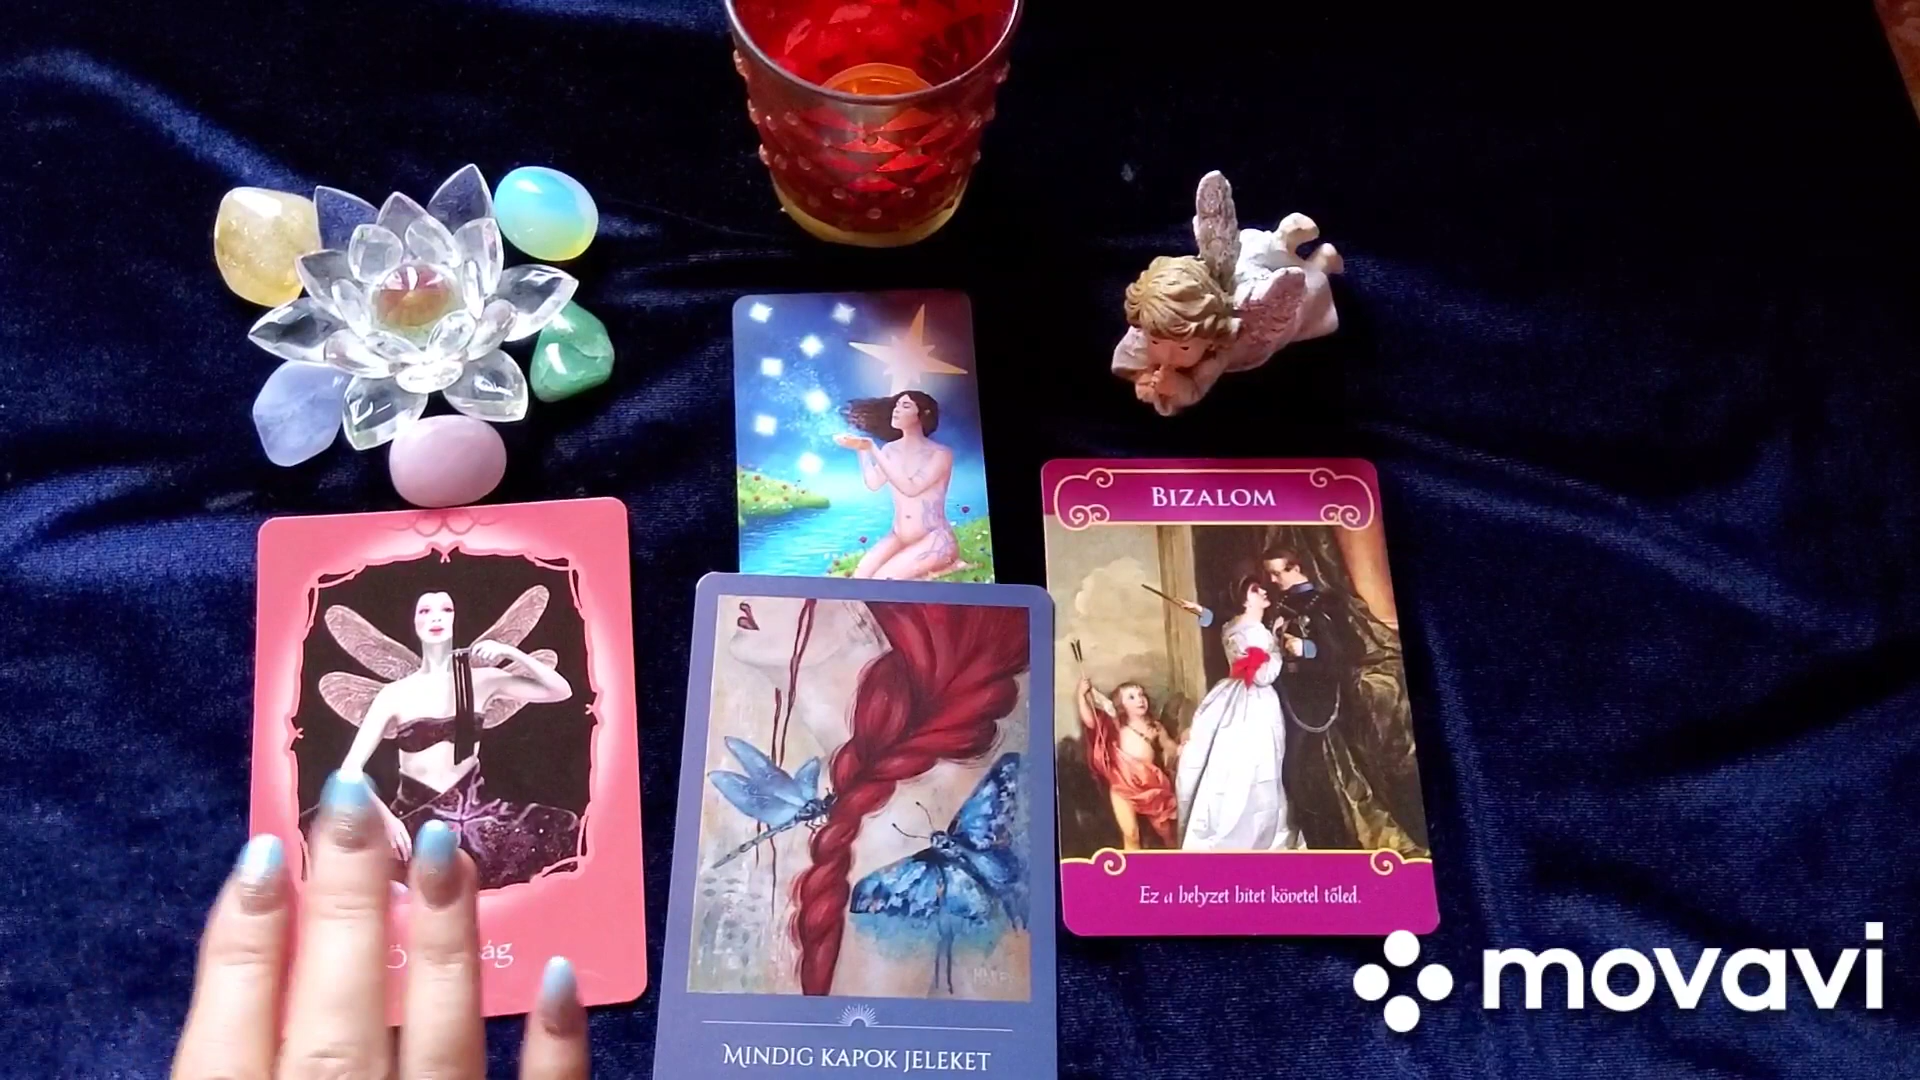 BIZALOM
Ez a helyzet hitet követel tőled.
MINDIG KAPOK JELEKET
movavi